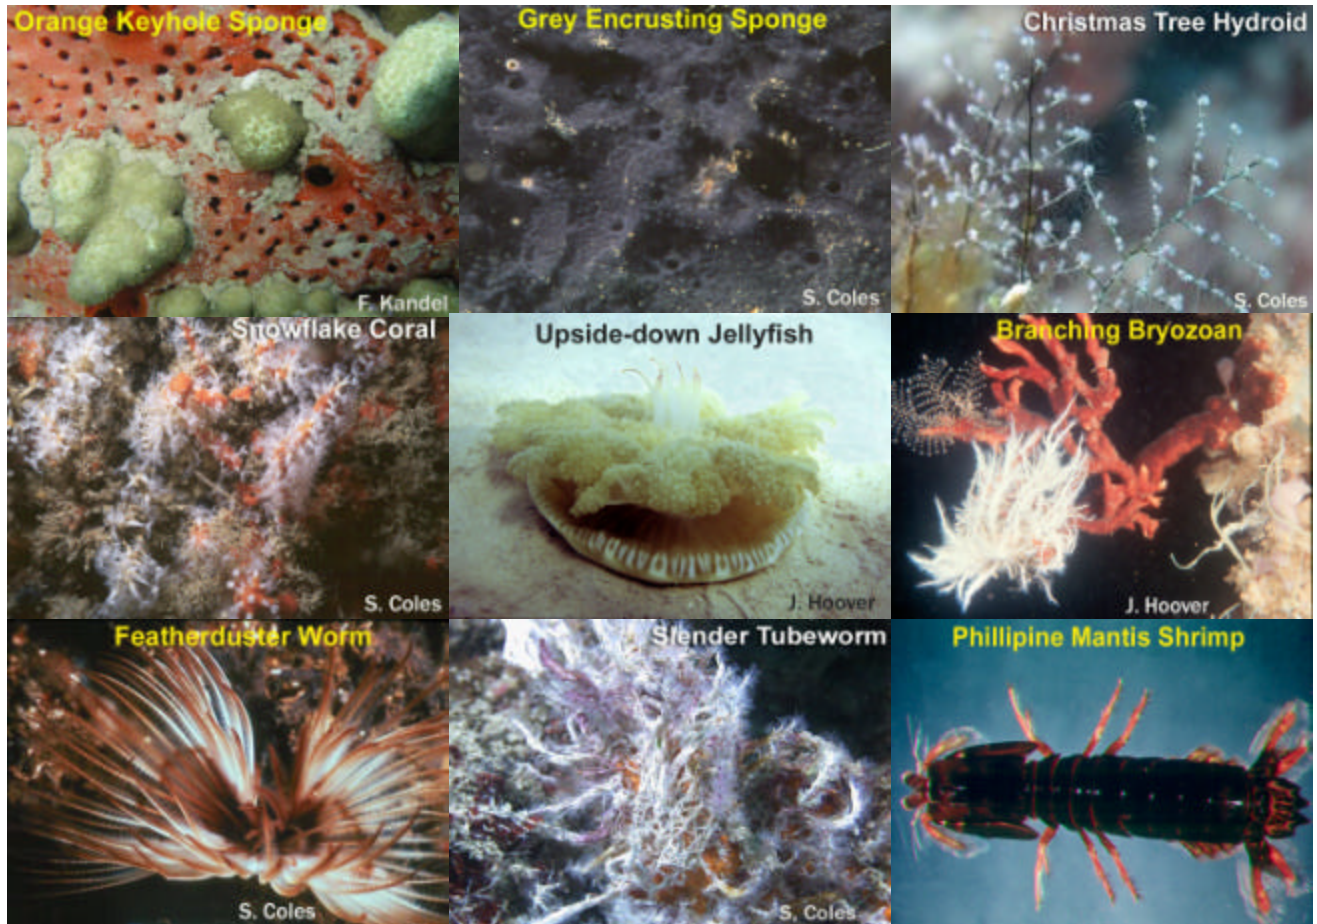 Orange Keyhole Sponge
Grey Encrusting Sponge
Christmas Tree Hydroid
F. Kandel
S. Coles
S. Coles
Snowflake Coral
Upside-down Jellyfish
Branching Bryozoan
S. Coles
J. Hoover
J. Hoover
Featherduster Worm
Slender Tubeworm
Phillipine Mantis Shrimp
S. Coles
S. Coles